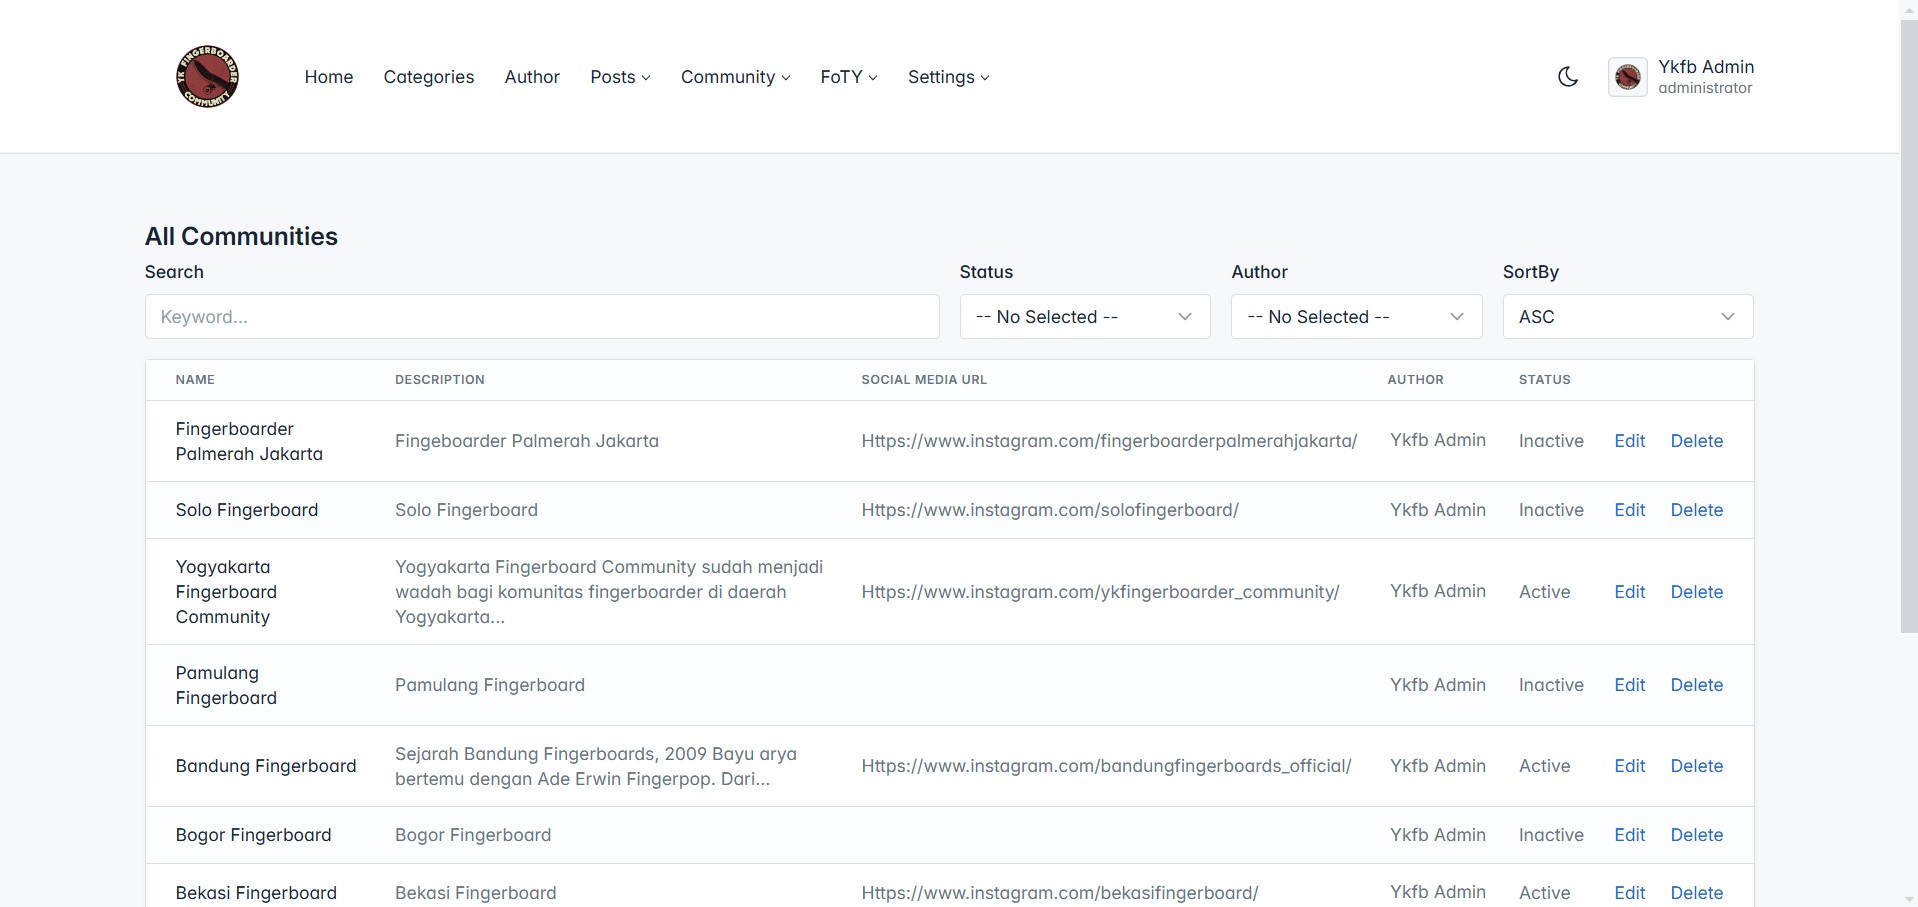 YK FINGERBOARDER
COMMUNITY
Home Categories Author Posts Community FoTY Settings
Ykfb Admin
administrator
All Communities
Search Status Author SortBy
Keyword... -- No Selected -- -- No Selected -- ASC
NAME DESCRIPTION SOCIAL MEDIA URL AUTHOR STATUS
Fingerboarder
Palmerah Jakarta
Fingeboarder Palmerah Jakarta Https://www.instagram.com/fingerboarderpalmerahjakarta/ Ykfb Admin Inactive Edit Delete
Solo Fingerboard Solo Fingerboard Https://www.instagram.com/solofingerboard/ Ykfb Admin Inactive Edit Delete
Yogyakarta
Fingerboard
Community
Yogyakarta Fingerboard Community sudah menjadi
wadah bagi komunitas fingerboarder di daerah
Yogyakarta...
Https://www.instagram.com/ykfingerboarder_community/ Ykfb Admin Active Edit Delete
Pamulang
Fingerboard
Pamulang Fingerboard Ykfb Admin Inactive Edit Delete
Bandung Fingerboard
Sejarah Bandung Fingerboards, 2009 Bayu arya
bertemu dengan Ade Erwin Fingerpop. Dari...
Https://www.instagram.com/bandungfingerboards_official/ Ykfb Admin Active Edit Delete
Bogor Fingerboard Bogor Fingerboard Ykfb Admin Inactive Edit Delete
Bekasi Fingerboard Bekasi Fingerboard Https://www.instagram.com/bekasifingerboard/ Ykfb Admin Active Edit Delete